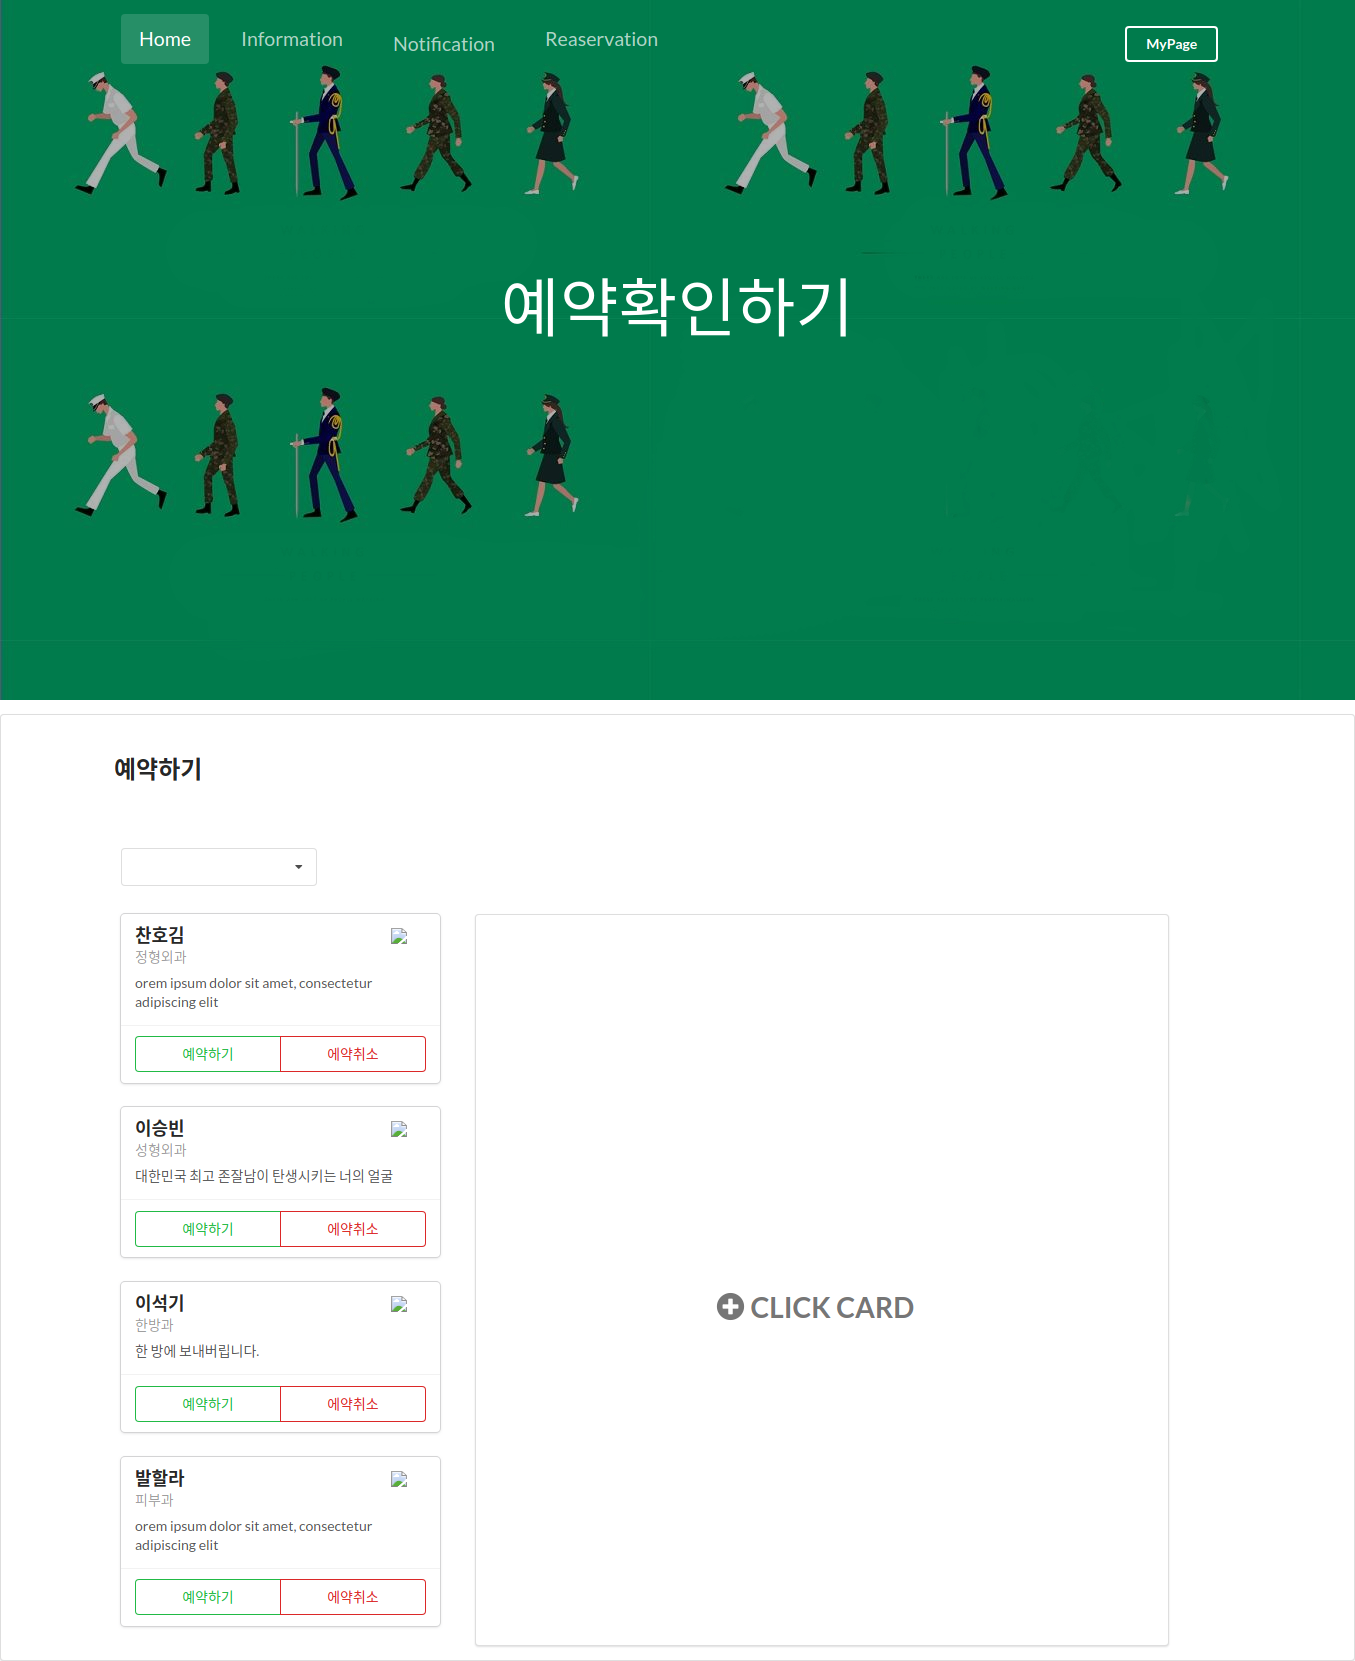 Home
Information
Notification
Reaservation
MyPage
예약확인하기
예약하기
찬호김
정형외과
orem ipsum dolor sit amet, consectetur
adipiscing elit
예약하기
에약취소
이승빈
성형외과
대한민국 최고 존잘남이 탄생시키는 너의 얼굴
예약하기
에약취소
이석기
한방과
한 방에 보내버립니다.
예약하기
에약취소
발할라
피부과
orem ipsum dolor sit amet, consectetur
adipiscing elit
예약하기
에약취소
CLICK CARD